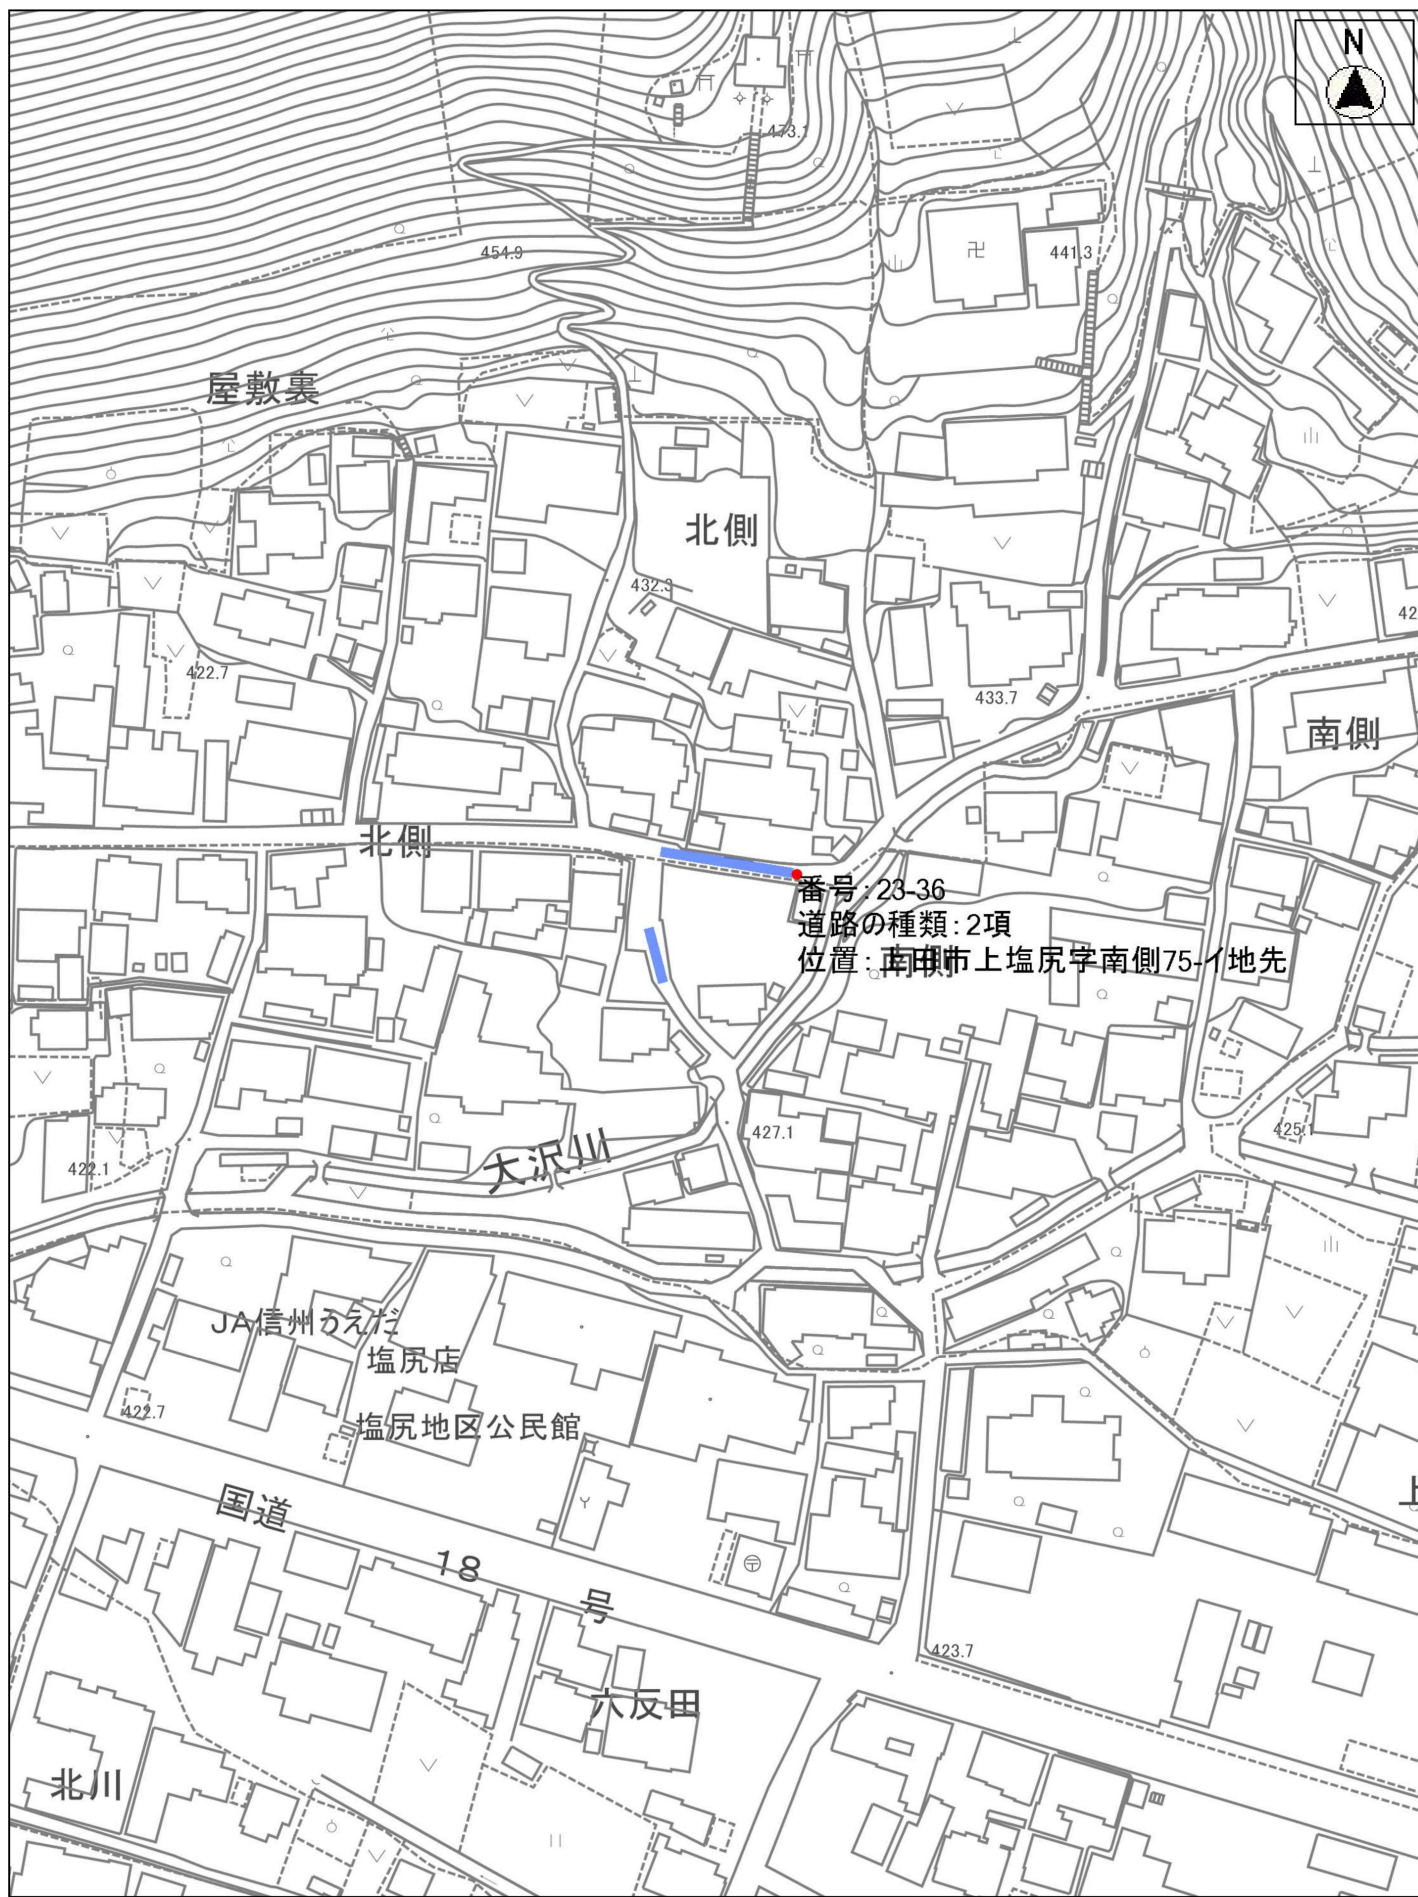 N
473.1
454.9
441.3
屋敷裏
北側
432.3
422.7
433.7
南側
北側
番号：23-36
道路の種類：2項
位置：上田市上塩尻字南側75-イ地先
南側
427.1
425.1
大沢川
422.1
JA信州うえだ
塩尻店
422.7
塩尻地区公民館
国道
18
号
423.7
六反田
北川